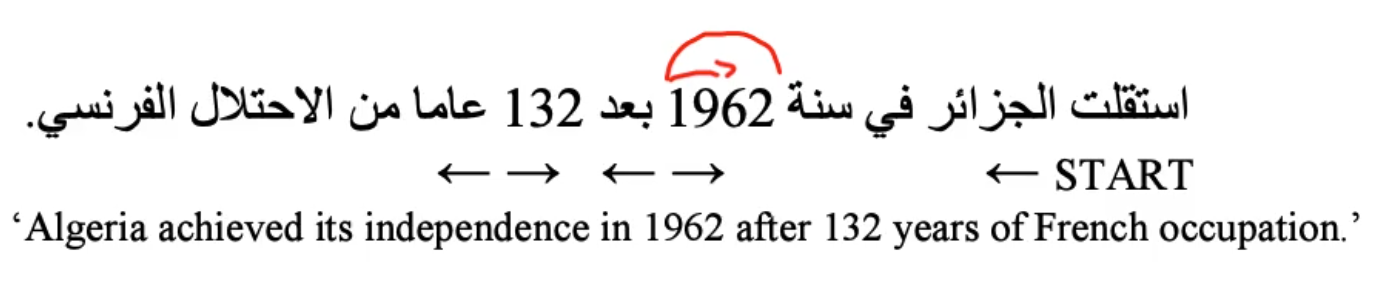 استقلت الجزائر في سنة 1962 بعد 132 عاما من الاحتلال الفرنسي.
← → ← → ← START
‘Algeria achieved its independence in 1962 after 132 years of French occupation.’